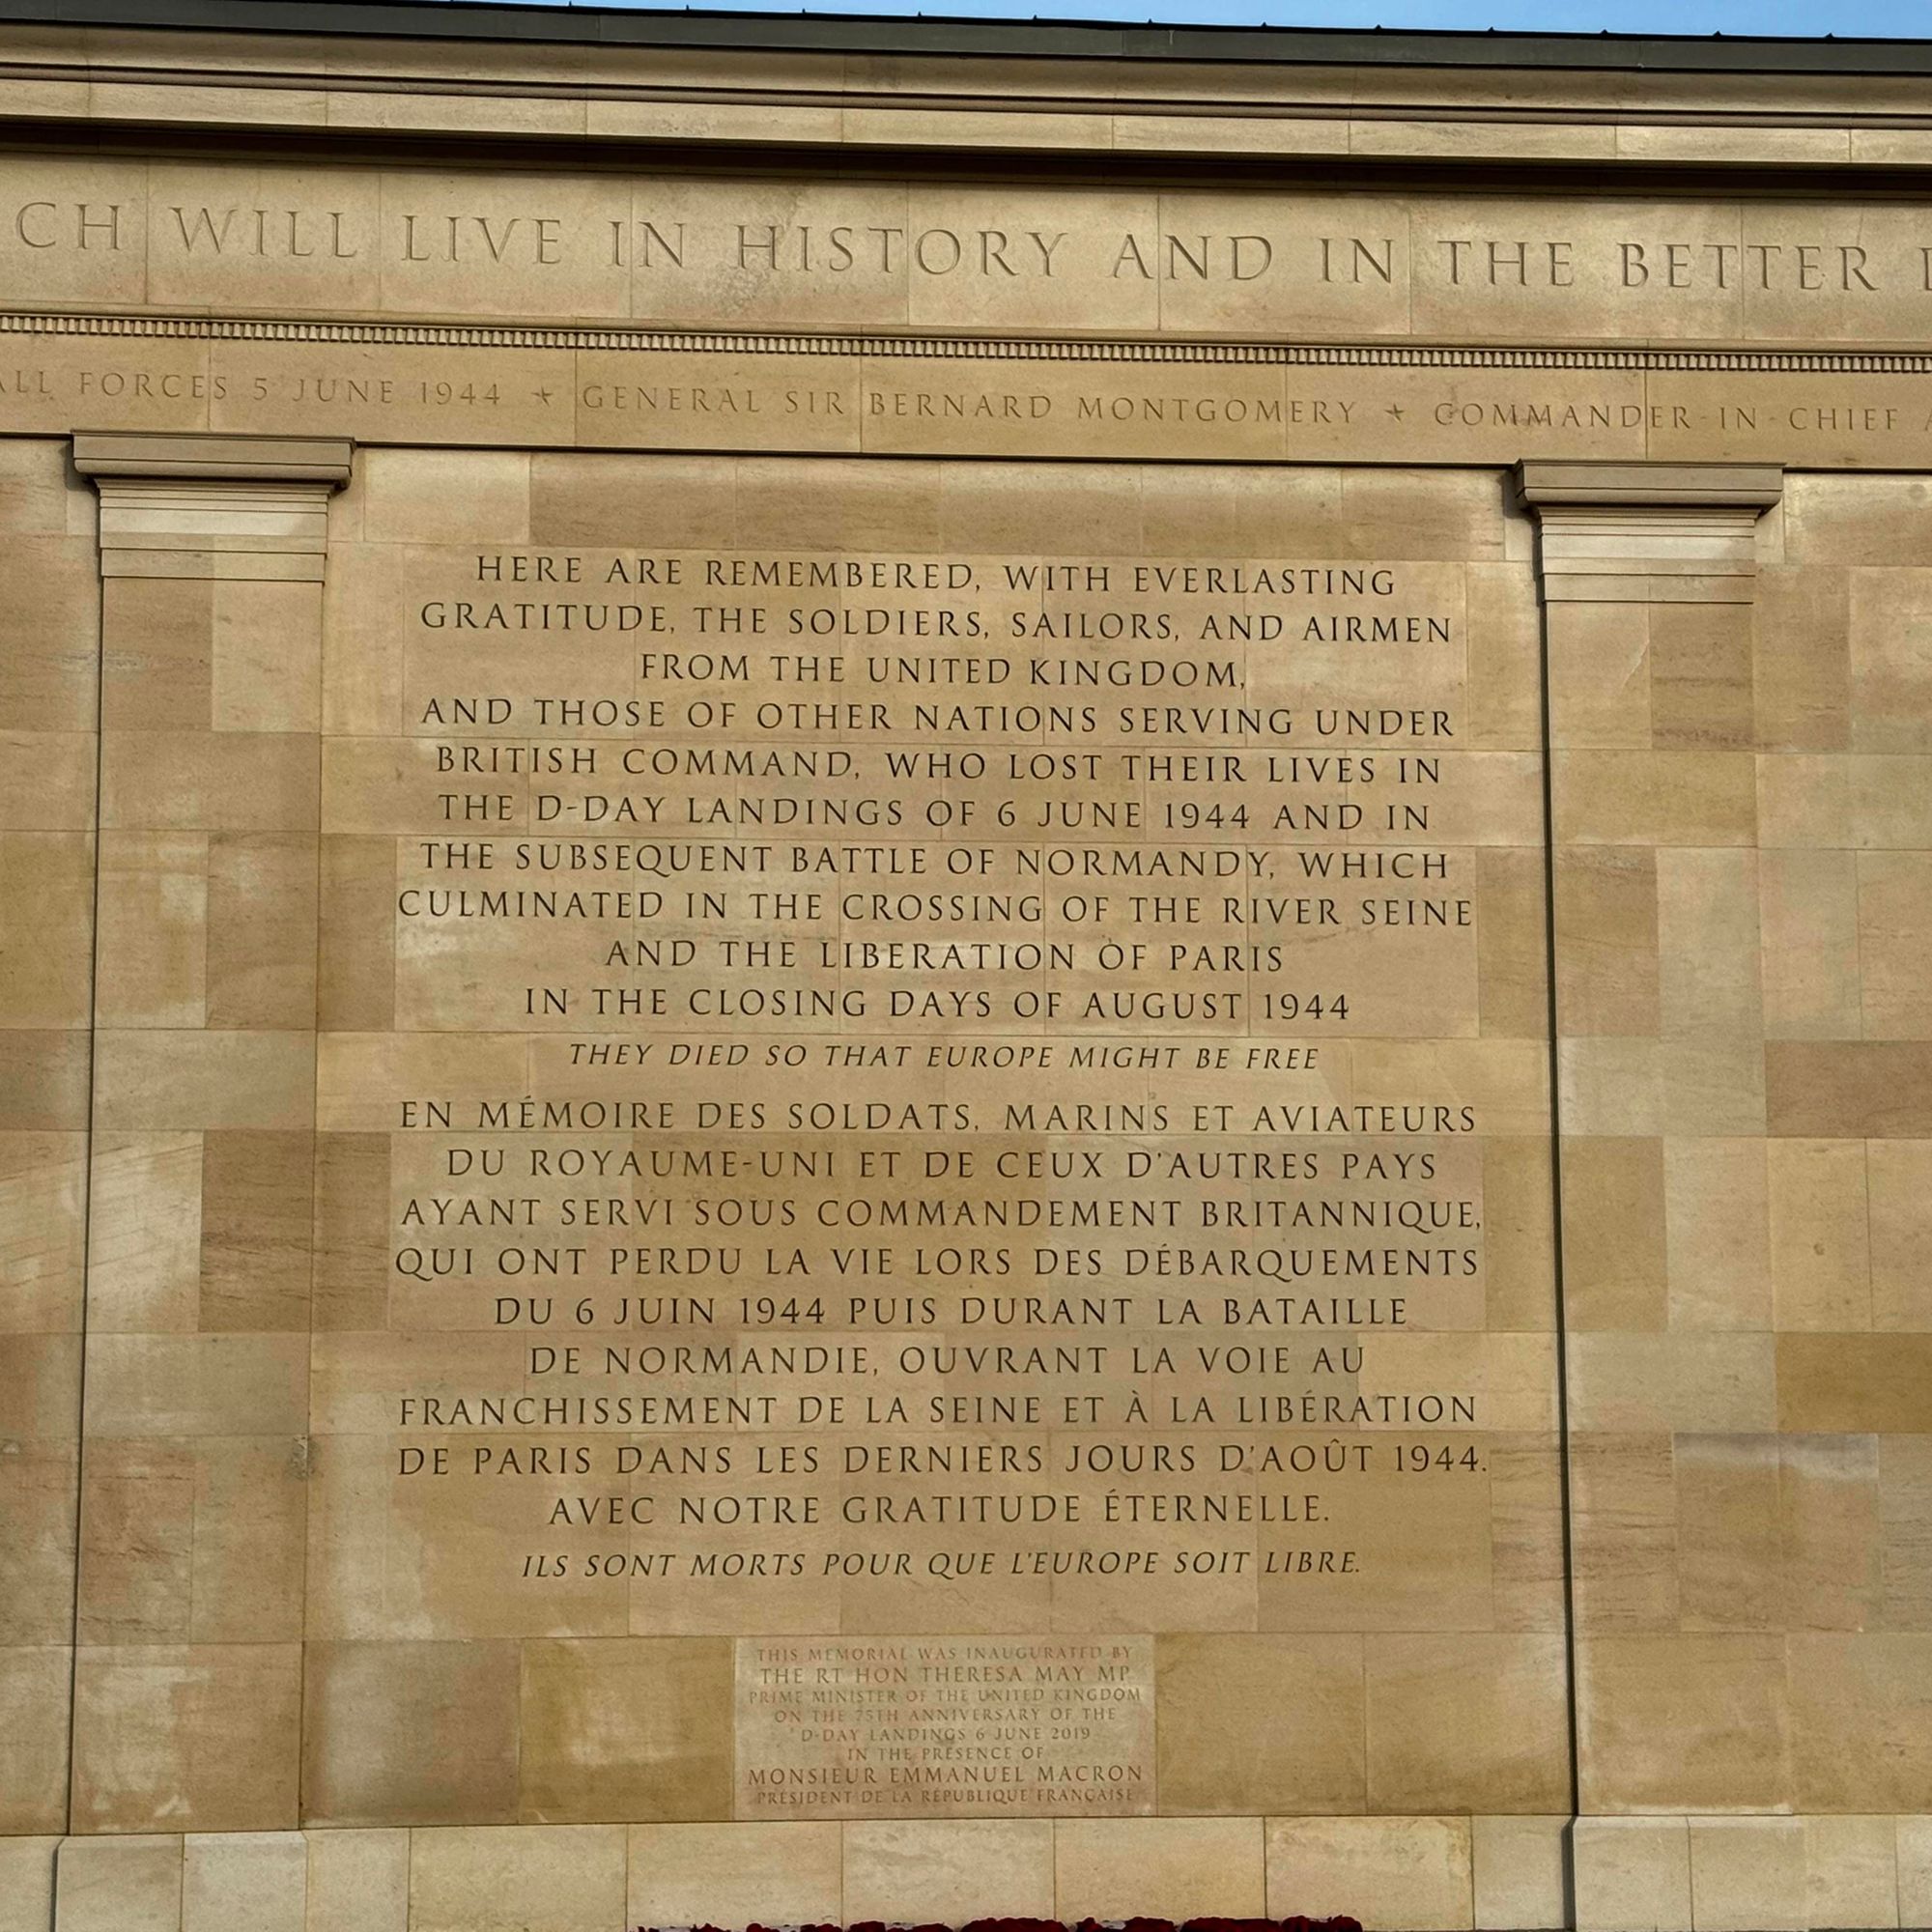 CH WILL LIVE IN HISTORY AND IN THE BETTER
ALL FORCES 5 JUNE 1944 ★ GENERAL SIR BERNARD MONTGOMERY ★ COMMANDER-IN-CHIEF
HERE ARE REMEMBERED, WITH EVERLASTING
GRATITUDE, THE SOLDIERS, SAILORS, AND AIRMEN
FROM THE UNITED KINGDOM,
AND THOSE OF OTHER NATIONS SERVING UNDER
BRITISH COMMAND, WHO LOST THEIR LIVES IN
THE D-DAY LANDINGS OF 6 JUNE 1944 AND IN
THE SUBSEQUENT BATTLE OF NORMANDY, WHICH
CULMINATED IN THE CROSSING OF THE RIVER SEINE
AND THE LIBERATION OF PARIS
IN THE CLOSING DAYS OF AUGUST 1944
THEY DIED SO THAT EUROPE MIGHT BE FREE
EN MÉMOIRE DES SOLDATS, MARINS ET AVIATEURS
DU ROYAUME-UNI ET DE CEUX D'AUTRES PAYS
AYANT SERVI SOUS COMMANDEMENT BRITANNIQUE,
QUI ONT PERDU LA VIE LORS DES DÉBARQUEMENTS
DU 6 JUIN 1944 PUIS DURANT LA BATAILLE
DE NORMANDIE, OUVRANT LA VOIE AU
FRANCHISSEMENT DE LA SEINE ET À LA LIBÉRATION
DE PARIS DANS LES DERNIERS JOURS D'AOÛT 1944.
AVEC NOTRE GRATITUDE ÉTERNELLE.
ILS SONT MORTS POUR QUE L'EUROPE SOIT LIBRE.
THIS MEMORIAL WAS INAUGURATED BY
THE RT HON THERESA MAY MP
PRIME MINISTER OF THE UNITED KINGDOM
ON THE 75TH ANNIVERSARY OF THE
D-DAY LANDINGS 6 JUNE 2019
IN THE PRESENCE OF
MONSIEUR EMMANUEL MACRON
PRÉSIDENT DE LA RÉPUBLIQUE FRANÇAISE